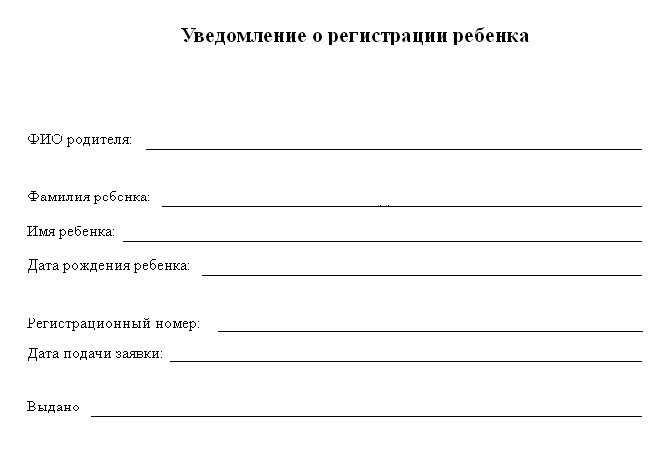 Уведомление о регистрации ребенка
ФИО родителя:
Фамилия ребенка:
Имя ребенка:
Дата рождения ребенка:
Регистрационный номер:
Дата подачи заявки:
Выдано